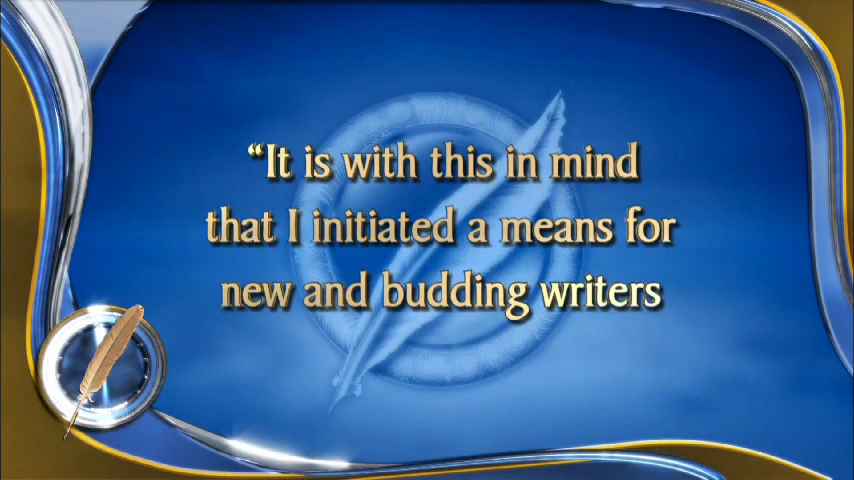 “It is with this in mind
that I initiated a means for
new and budding writers